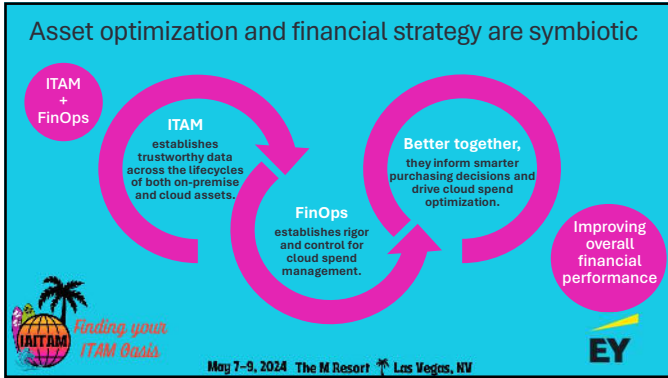 Asset optimization and financial strategy are symbiotic
ITAM
+
FinOps
ITAM
establishes
trustworthy data
across the lifecycles
of both on-premise
and cloud assets.
FinOps
establishes rigor
and control for
cloud spend
management.
Better together,
they inform smarter
purchasing decisions and
drive cloud spend
optimization.
Improving
overall
financial
performance
IAITAM
Finding your
ITAM Oasis
May 7-9, 2024 The M Resort Las Vegas, NV
EY